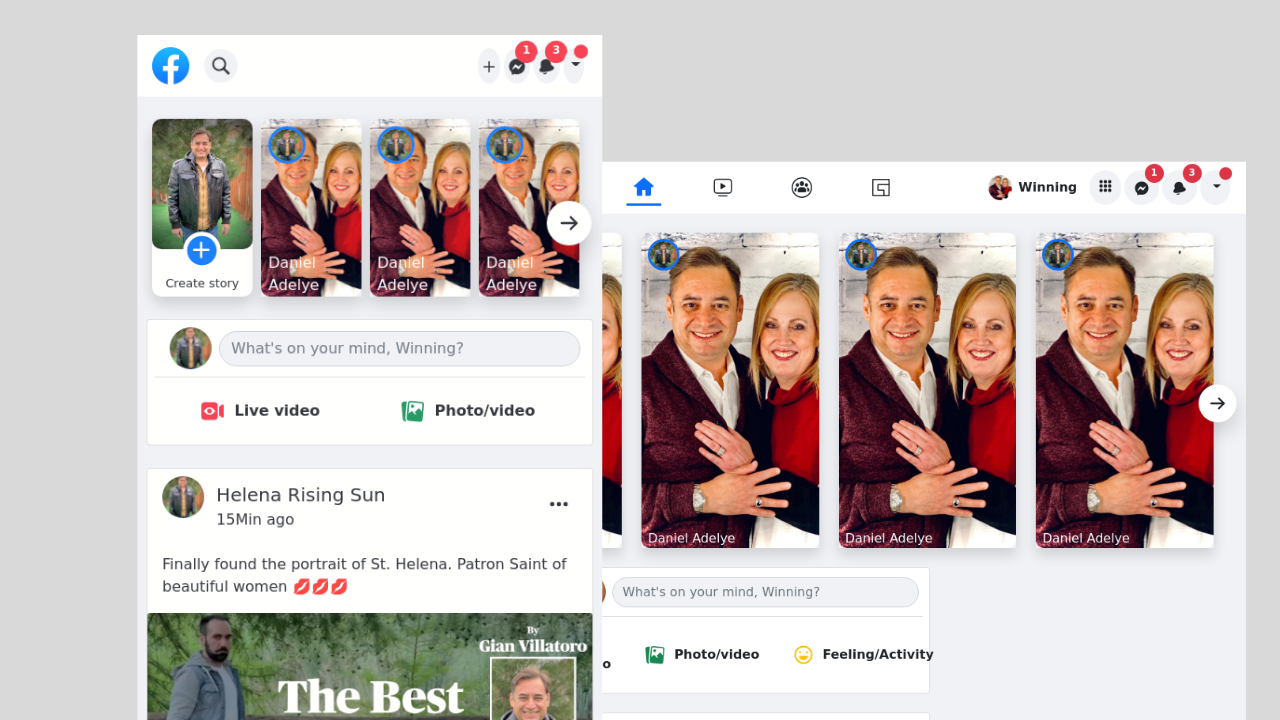 1
3
Daniel
Adelye
Daniel
Adelye
Daniel
Adelye
Create story
What's on your mind, Winning?
Live video
Photo/video
Helena Rising Sun
15Min ago
Finally found the portrait of St. Helena. Patron Saint of
beautiful women 💋💋💋
By
Gian Villatoro
The Best
Winning
1
3
Daniel Adelye
Daniel Adelye
Daniel Adelye
What's on your mind, Winning?
o
Photo/video
Feeling/Activity